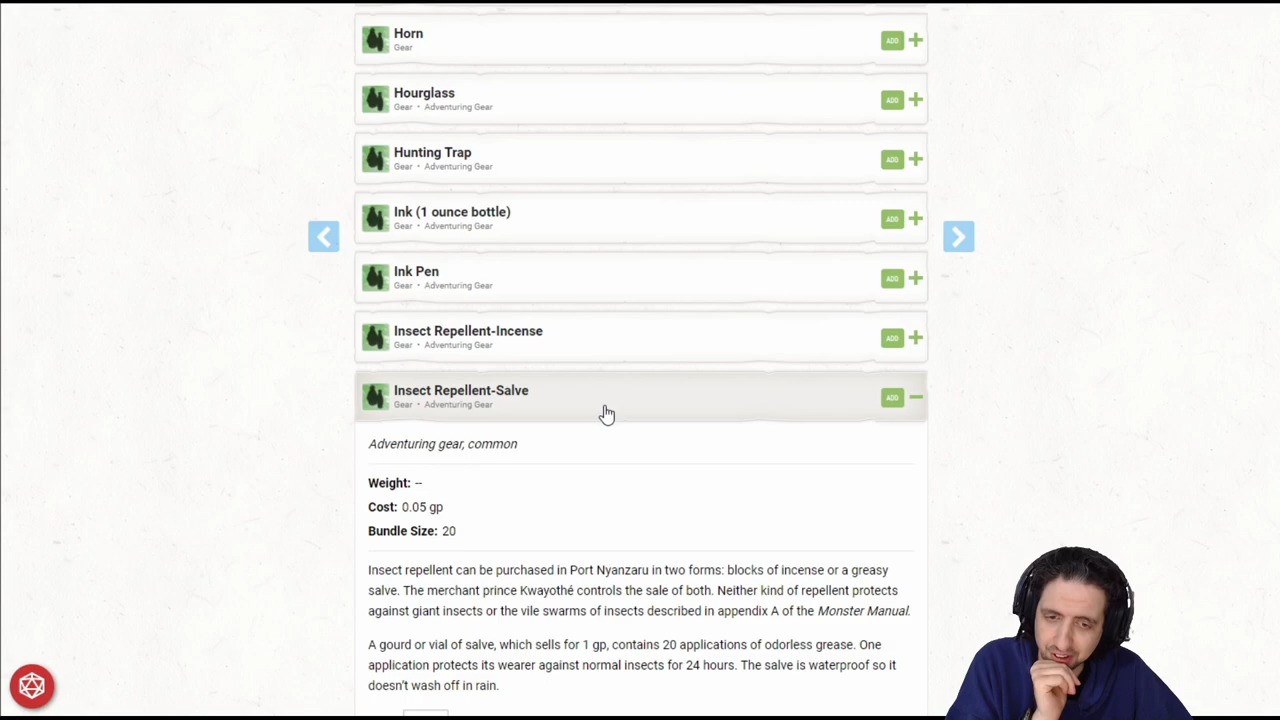 Horn
Gear
ADD
Hourglass
Gear • Adventuring Gear
ADD
Hunting Trap
Gear • Adventuring Gear
ADD
Ink (1 ounce bottle)
Gear • Adventuring Gear
ADD
Ink Pen
Gear • Adventuring Gear
ADD
Insect Repellent-Incense
Gear • Adventuring Gear
ADD
Insect Repellent-Salve
Gear • Adventuring Gear
ADD
Adventuring gear, common
Weight: --
Cost: 0.05 gp
Bundle Size: 20
Insect repellent can be purchased in Port Nyanzaru in two forms: blocks of incense or a greasy
salve. The merchant prince Kwayothé controls the sale of both. Neither kind of repellent protects
against giant insects or the vile swarms of insects described in appendix A of the Monster Manual.
A gourd or vial of salve, which sells for 1 gp, contains 20 applications of odorless grease. One
application protects its wearer against normal insects for 24 hours. The salve is waterproof so it
doesn’t wash off in rain.